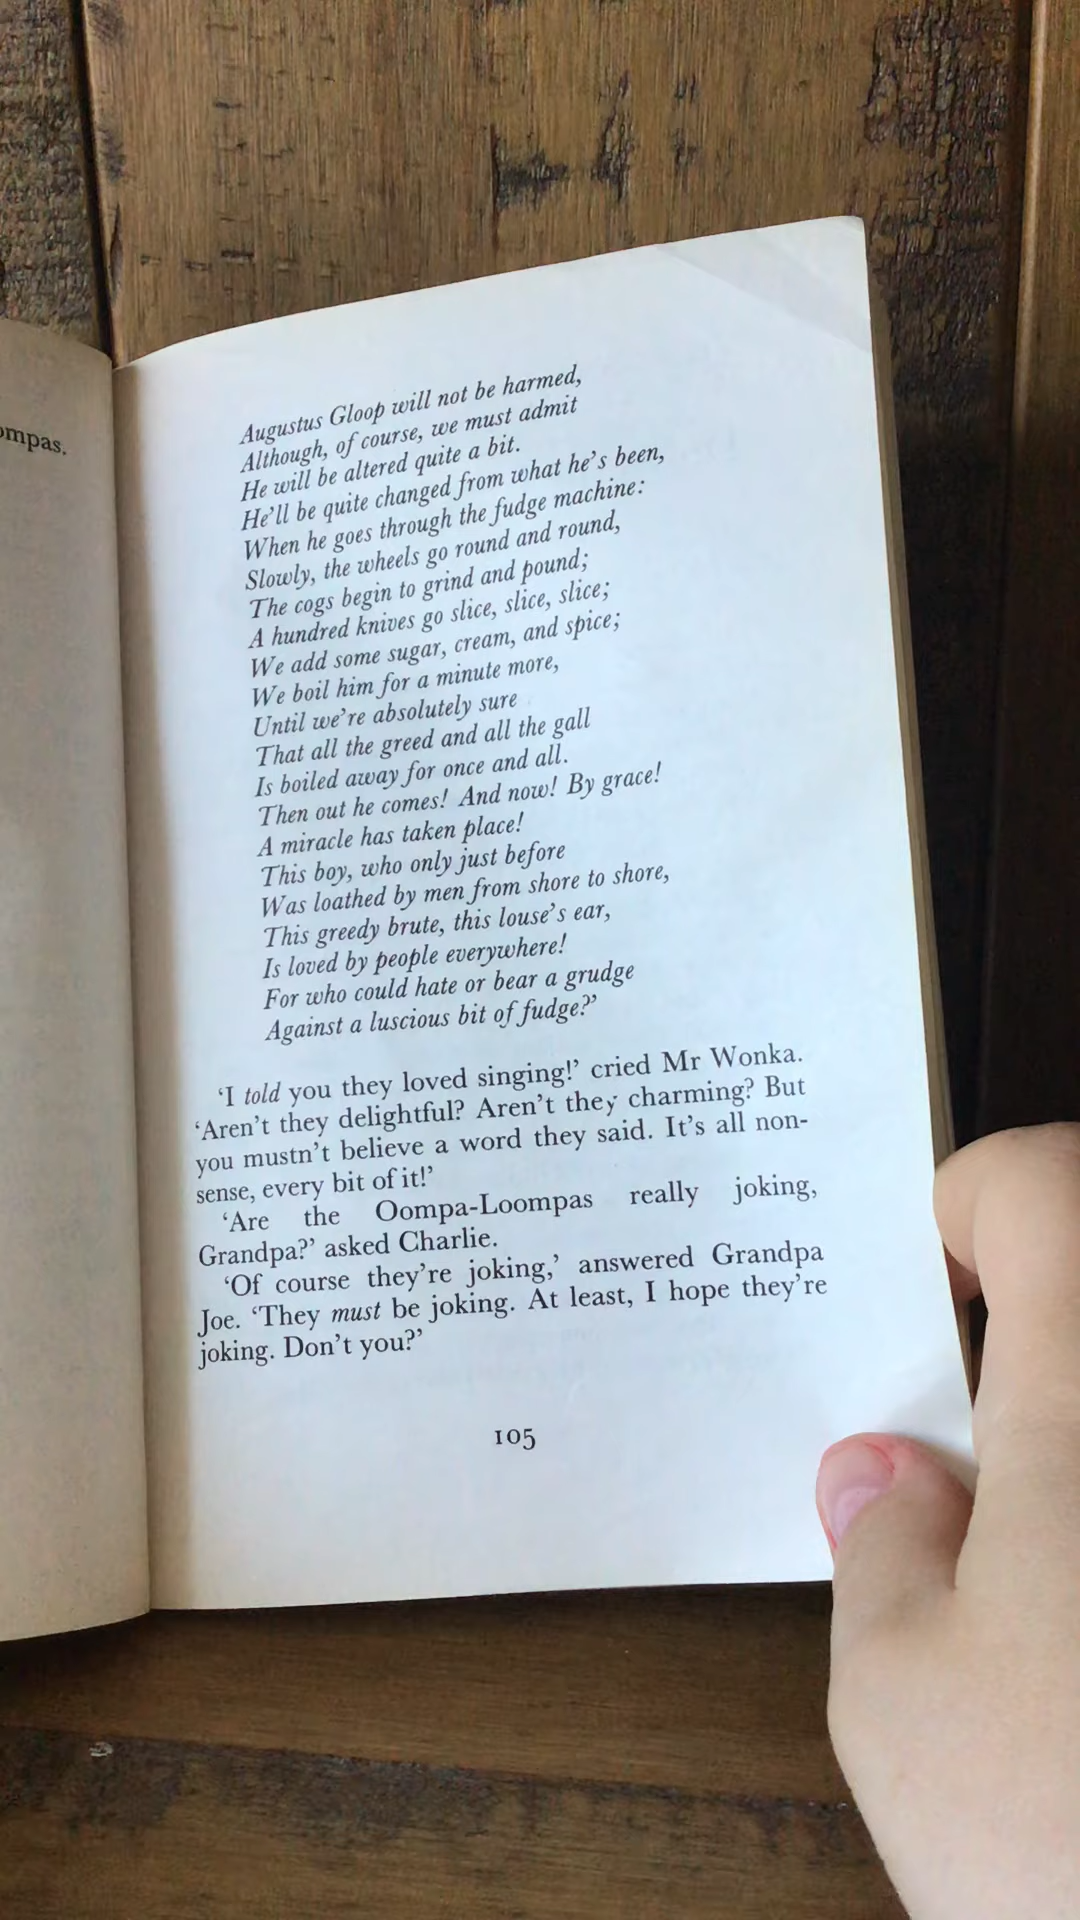 ompas.
Augustus Gloop will not be harmed,
Although, of course, we must admit
He will be altered quite a bit.
He'll be quite changed from what he's been,
When he goes through the fudge machine:
Slowly, the wheels go round and round,
The cogs begin to grind and pound;
A hundred knives go slice, slice, slice;
We add some sugar, cream, and spice;
We boil him for a minute more,
Until we're absolutely sure
That all the greed and all the gall
Is boiled away for once and all.
Then out he comes! And now! By grace!
A miracle has taken place!
This boy, who only just before
Was loathed by men from shore to shore,
This greedy brute, this louse's ear,
Is loved by people everywhere!
For who could hate or bear a grudge
Against a luscious bit of fudge?'
'I told you they loved singing!' cried Mr Wonka.
'Aren't they delightful? Aren't they charming? But
you mustn't believe a word they said. It's all non-
sense, every bit of it!'
'Are the Oompa-Loompas really joking,
Grandpa?' asked Charlie.
'Of course they're joking,' answered Grandpa
Joe. 'They must be joking. At least, I hope they're
joking. Don't you?'
105